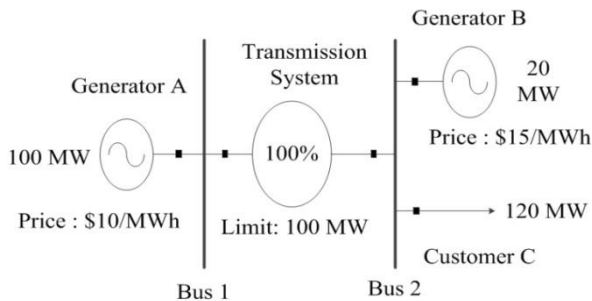 Generator B
Transmission
System
Generator A
20
MW
100 MW
100%
Price : $15/MWh
Price : $10/MWh
Limit: 100 MW
120 MW
Customer C
Bus 1
Bus 2